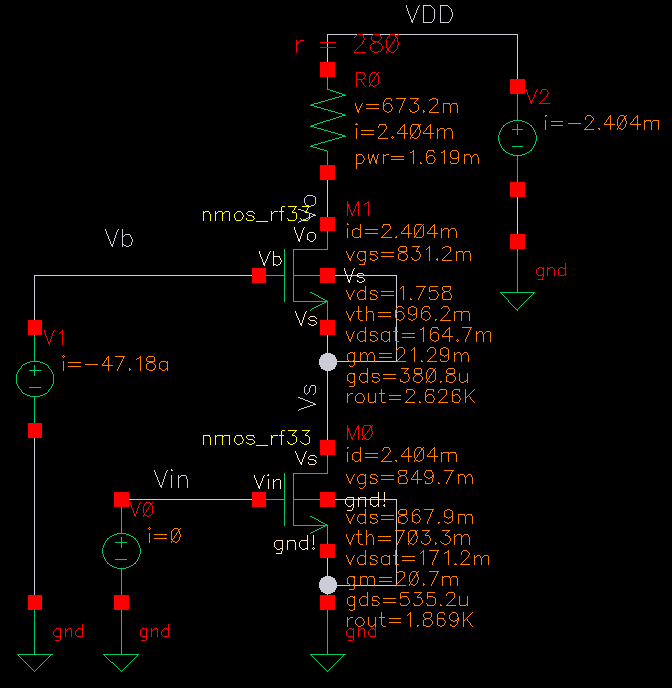 VDD
r = 280
R0
v=673.2m
i=2.404m
pwr=1.619m
V2
i=-2.404m
gnd
Vo
nmos_rf33
M1
Vo
id=2.404m
vgs=831.2m
Vb
Vb
Vs
vds=1.758
Vs
vth=696.2m
vdsat=164.7m
gm=21.29m
gds=380.8u
rout=2.626K
V1
i=-47.18a
Vs
nmos_rf33
M0
Vs
id=2.404m
vgs=849.7m
Vin
Vin
gnd!
vds=867.9m
gnd!
vth=703.3m
vdsat=171.2m
gm=20.7m
gds=535.2u
rout=1.869K
V0
i=0
gnd
gnd
gnd